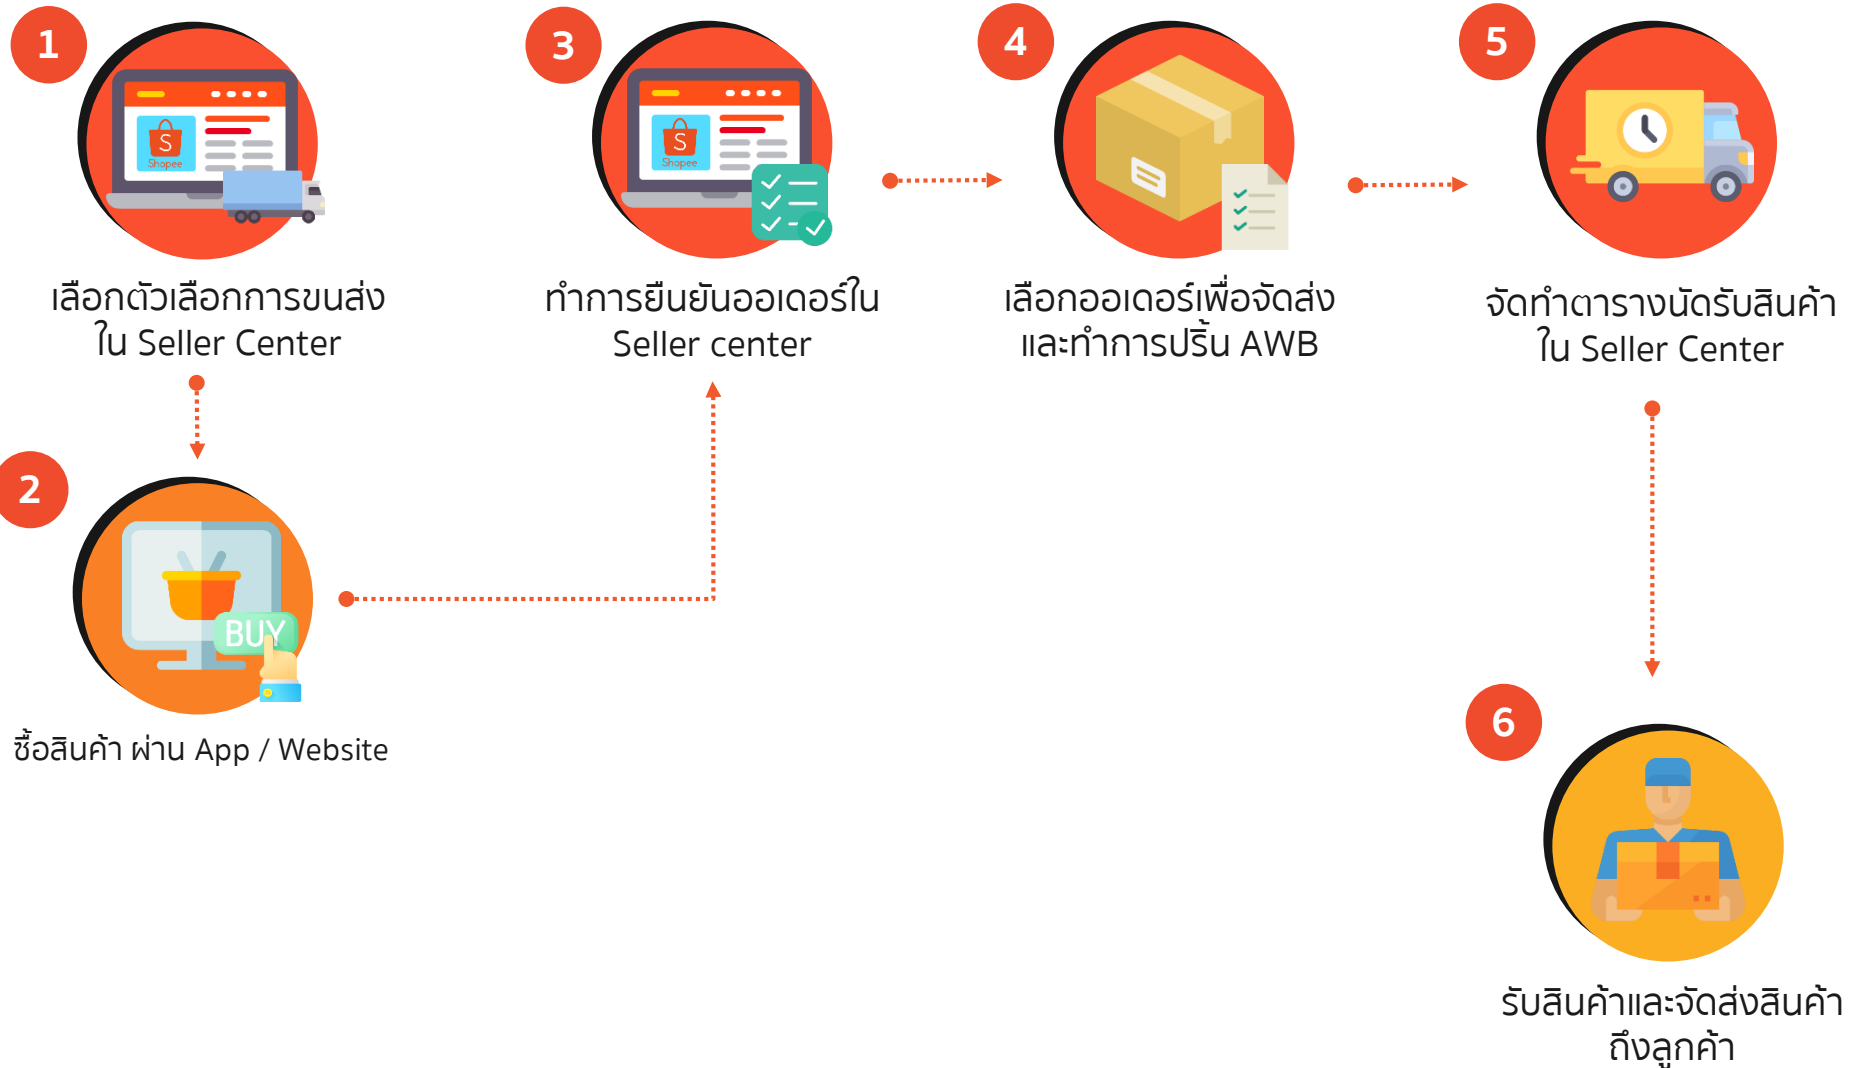 1
Shopee
เลือกตัวเลือกการขนส่ง
ใน Seller Center
2
BUY
ซื้อสินค้า ผ่าน App / Website
3
Shopee
ทำการยืนยันออเดอร์ใน
Seller center
4
เลือกออเดอร์เพื่อจัดส่ง
และทำการปริ้น AWB
5
จัดทำตารางนัดรับสินค้า
ใน Seller Center
6
รับสินค้าและจัดส่งสินค้า
ถึงลูกค้า